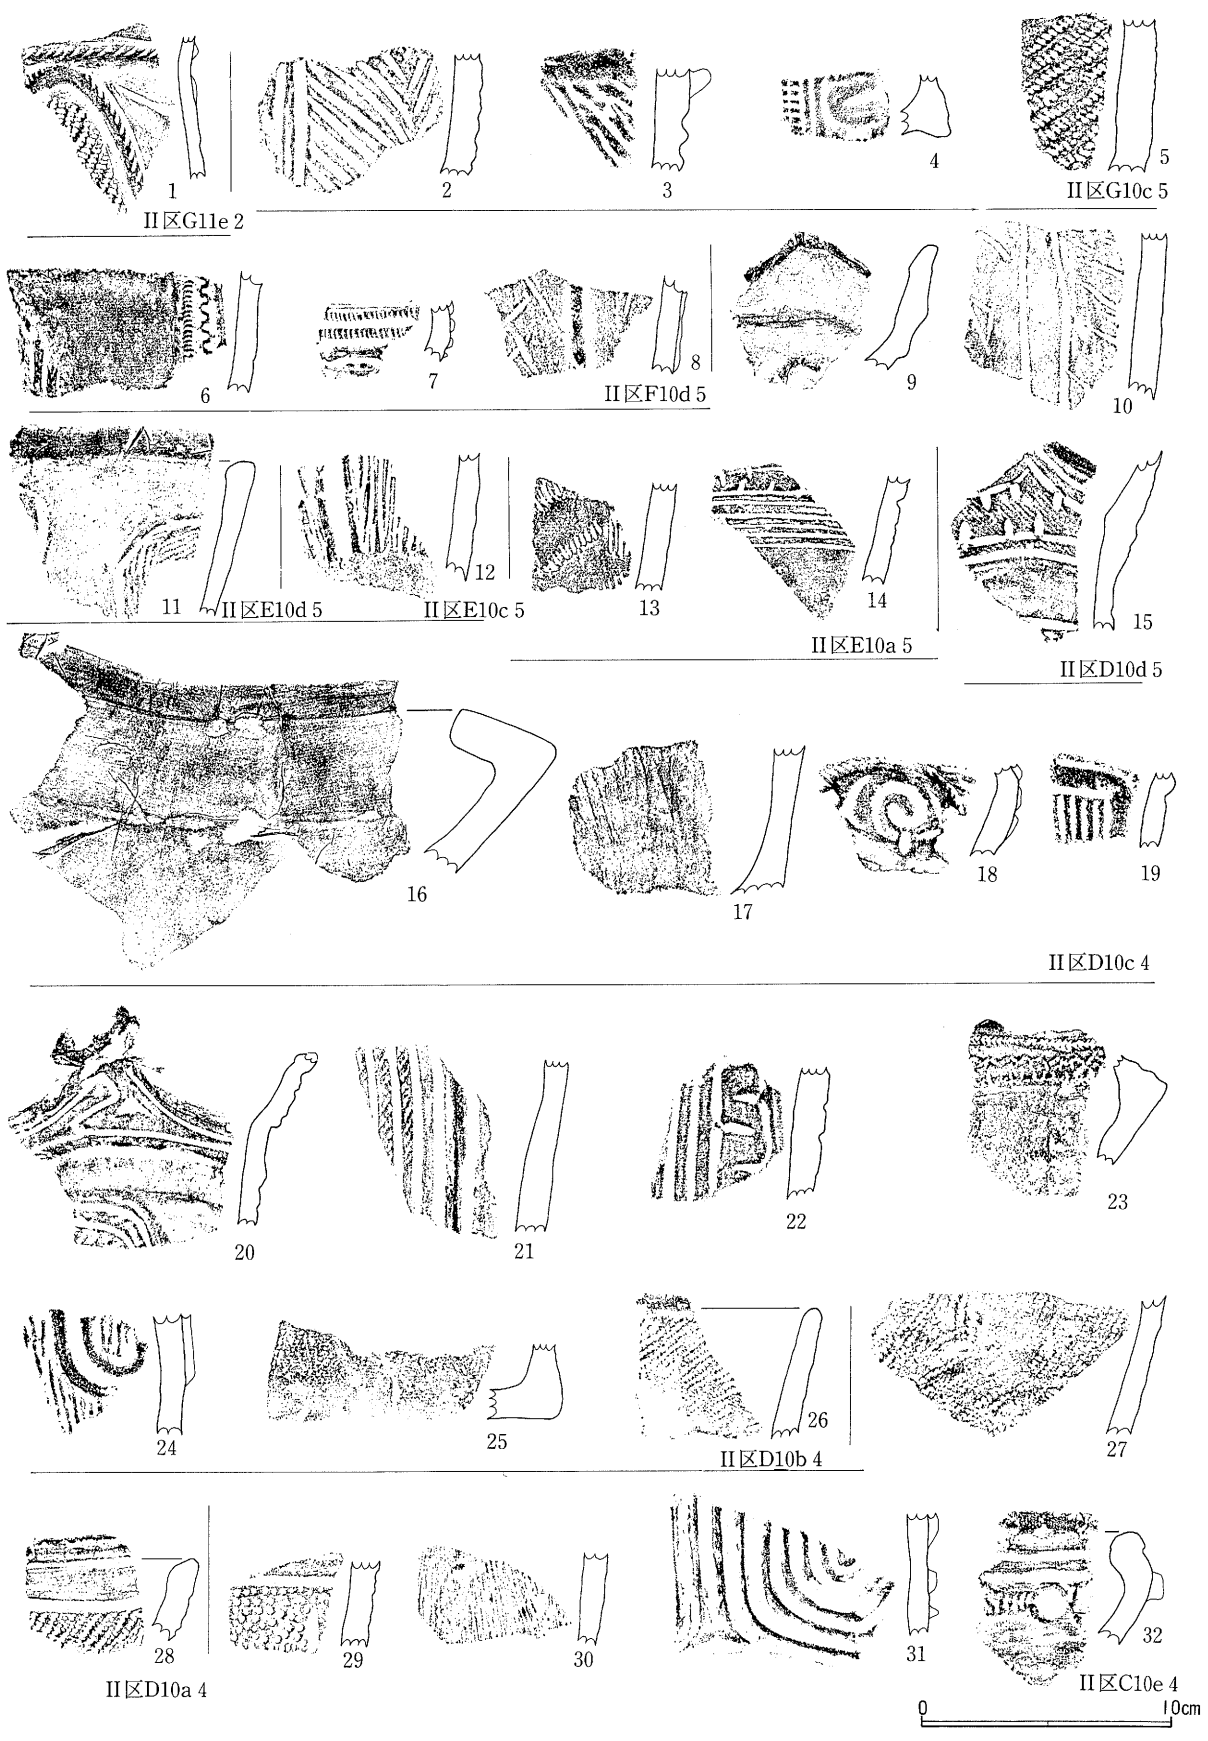 1
2
3
4
5
II区G11e 2
II区G10c 5
6
7
8
9
10
II区F10d 5
11
II区E10d 5
12
II区E10c 5
13
14
II区E10a 5
15
II区D10d 5
16
17
18
19
II区D10c 4
20
21
22
23
24
25
26
II区D10b 4
27
28
II区D10a 4
29
30
31
32
II区C10e 4
0 10cm